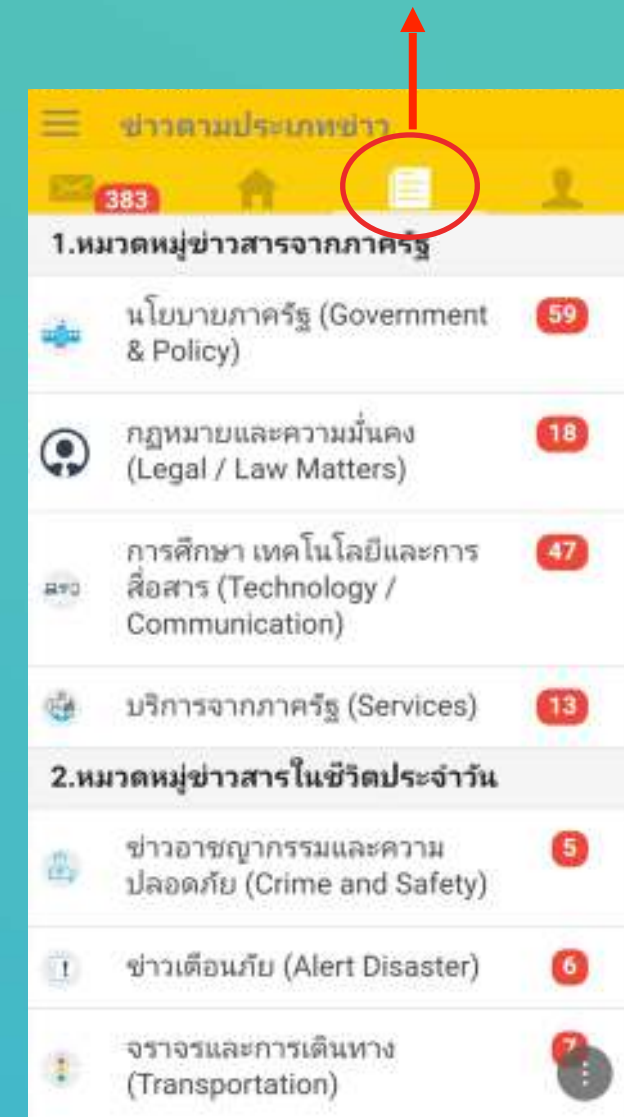 ข่าวตามประเภทข่าว
383
1.หมวดหมู่ข่าวสารจากภาครัฐ
นโยบายภาครัฐ (Government
& Policy)
59
กฎหมายและความมั่นคง
(Legal / Law Matters)
18
การศึกษา เทคโนโลยีและการ
สื่อสาร (Technology /
Communication)
47
บริการจากภาครัฐ (Services)
13
2.หมวดหมู่ข่าวสารในชีวิตประจำวัน
ข่าวอาชญากรรมและความ
ปลอดภัย (Crime and Safety)
5
ข่าวเตือนภัย (Alert Disaster)
6
จราจรและการเดินทาง
(Transportation)
7